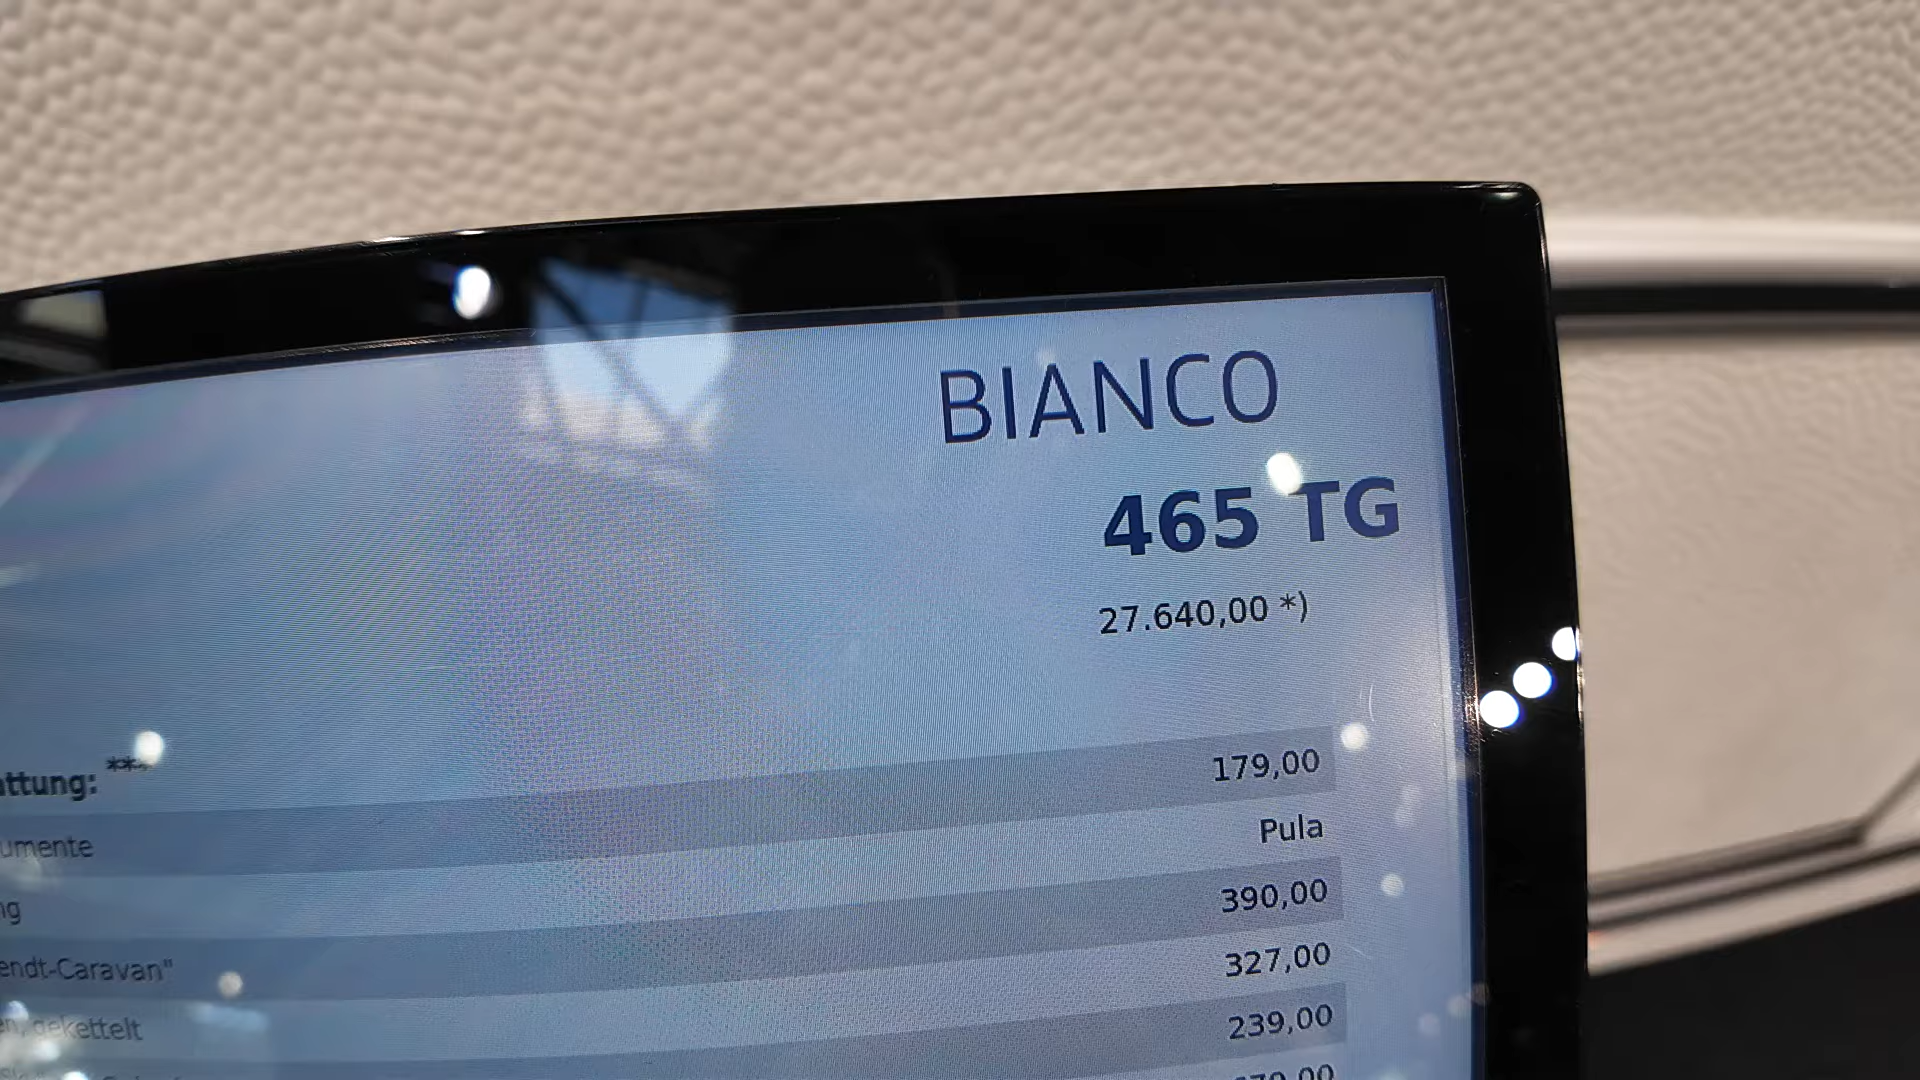 BIANCO
465 TG
27.640,00 *)
attung: ***
179,00
umente
Pula
ng
390,00
endt-Caravan"
327,00
en, gekettelt
239,00